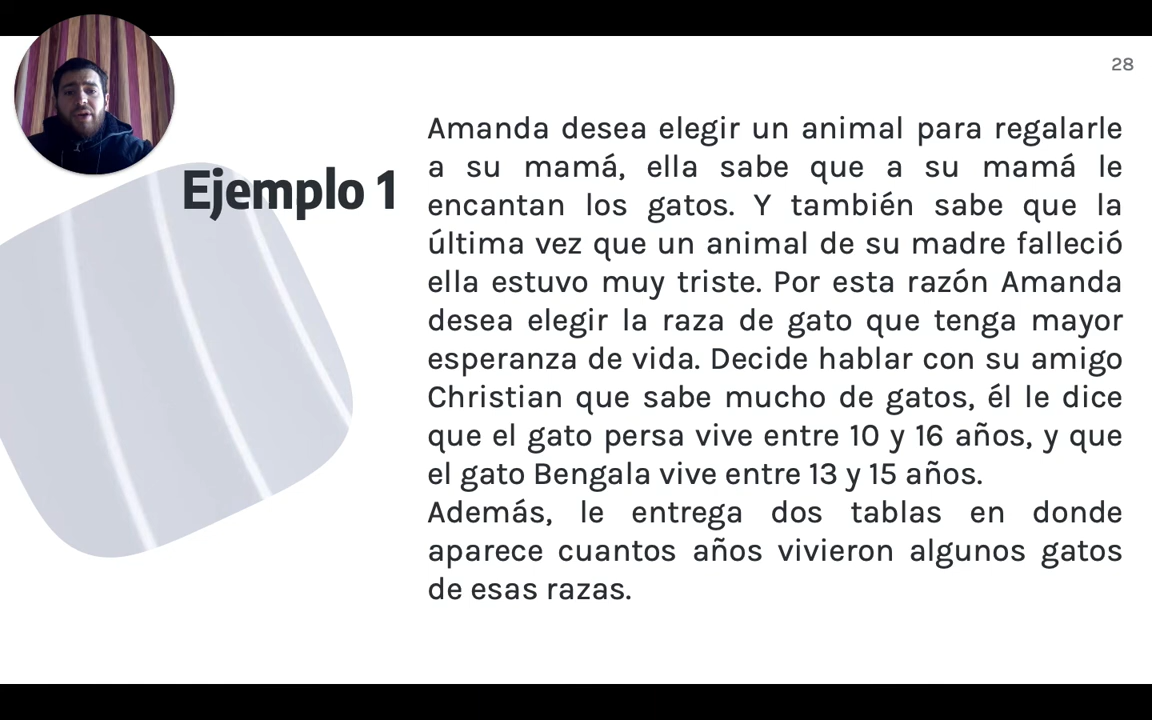 28
Ejemplo 1
Amanda desea elegir un animal para regalarle
a su mamá, ella sabe que a su mamá le
encantan los gatos. Y también sabe que la
última vez que un animal de su madre falleció
ella estuvo muy triste. Por esta razón Amanda
desea elegir la raza de gato que tenga mayor
esperanza de vida. Decide hablar con su amigo
Christian que sabe mucho de gatos, él le dice
que el gato persa vive entre 10 y 16 años, y que
el gato Bengala vive entre 13 y 15 años.
Además, le entrega dos tablas en donde
aparece cuantos años vivieron algunos gatos
de esas razas.